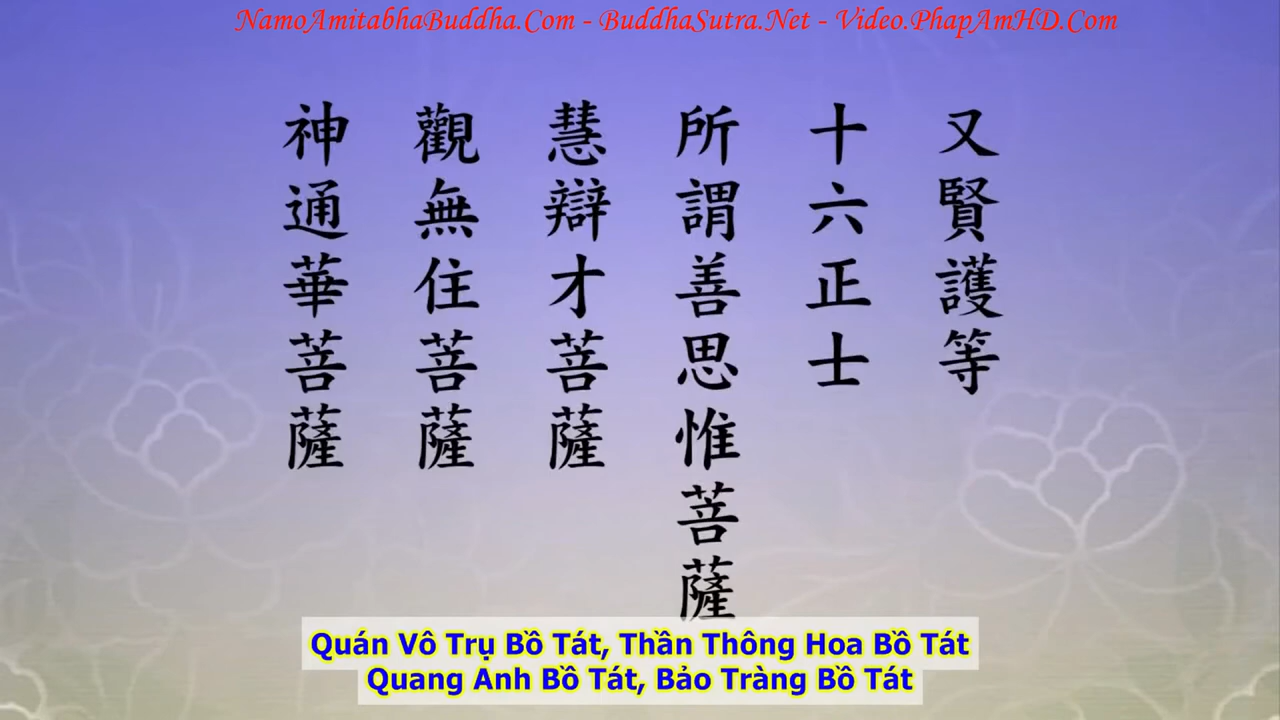 NamoAmitabhaBuddha.Com - BuddhaSutra.Net - Video.PhapAmHD.Com
又賢護等
十六正士
所謂善思惟菩薩
慧辯才菩薩
觀無住菩薩
神通華菩薩
Quán Vô Trụ Bồ Tát, Thần Thông Hoa Bồ Tát
Quang Anh Bồ Tát, Bảo Tràng Bồ Tát